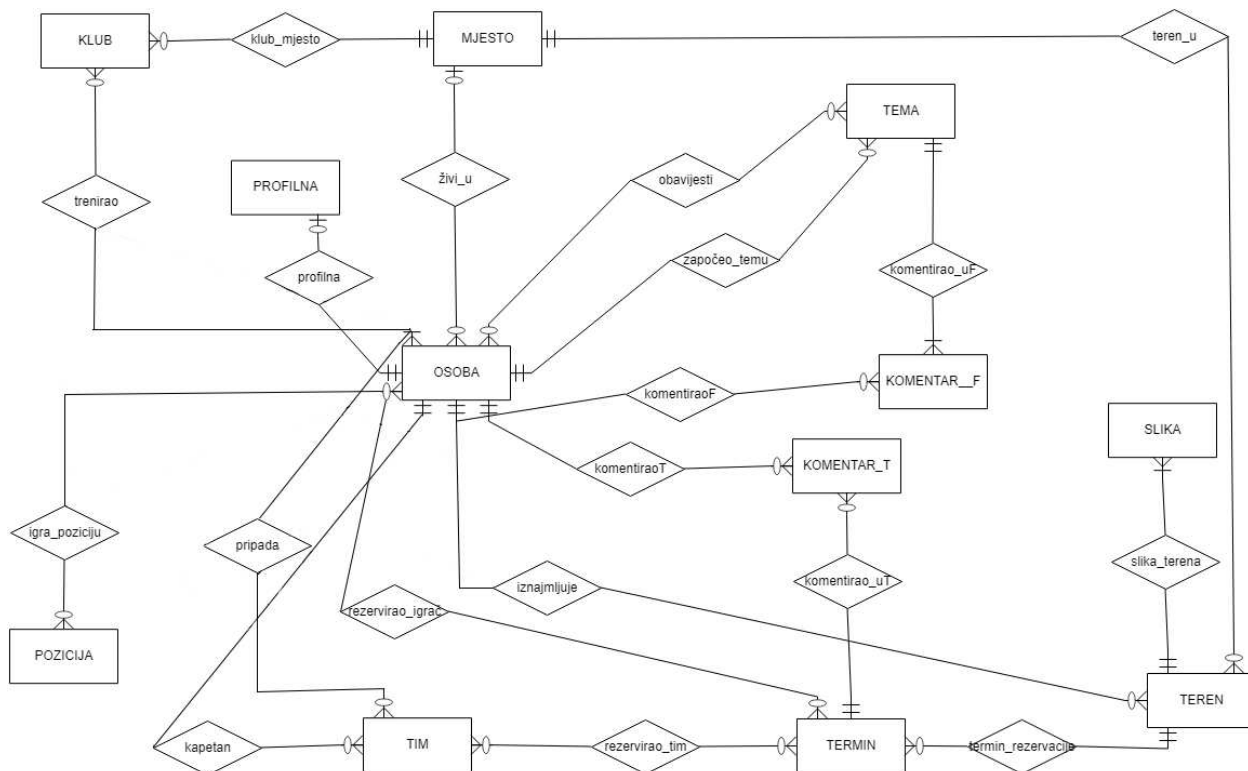 KLUB
klub_mjesto
MJESTO
teren_u
TEMA
PROFILNA
živi_u
obavijesti
trenirao
započeo_temu
profilna
komentirao_uF
OSOBA
KOMENTAR__F
komentiraoF
SLIKA
komentiraoT
KOMENTAR_T
igra_poziciju
pripada
slika_terena
komentirao_uT
iznajmljuje
rezervirao_igrač
POZICIJA
TEREN
kapetan
TIM
rezervirao_tim
TERMIN
termin_rezervacije